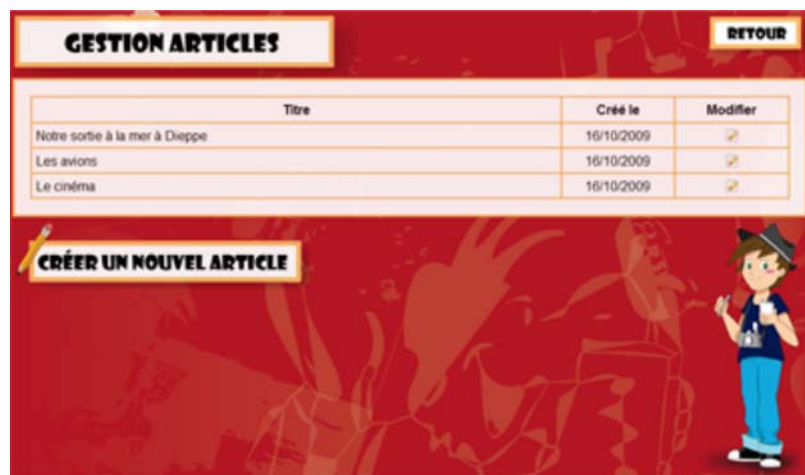 GESTION ARTICLES
RETOUR
Titre Créé le Modifier
Notre sortie à la mer à Dieppe 16/10/2009
Les avions 16/10/2009
Le cinéma 16/10/2009
CRÉER UN NOUVEL ARTICLE